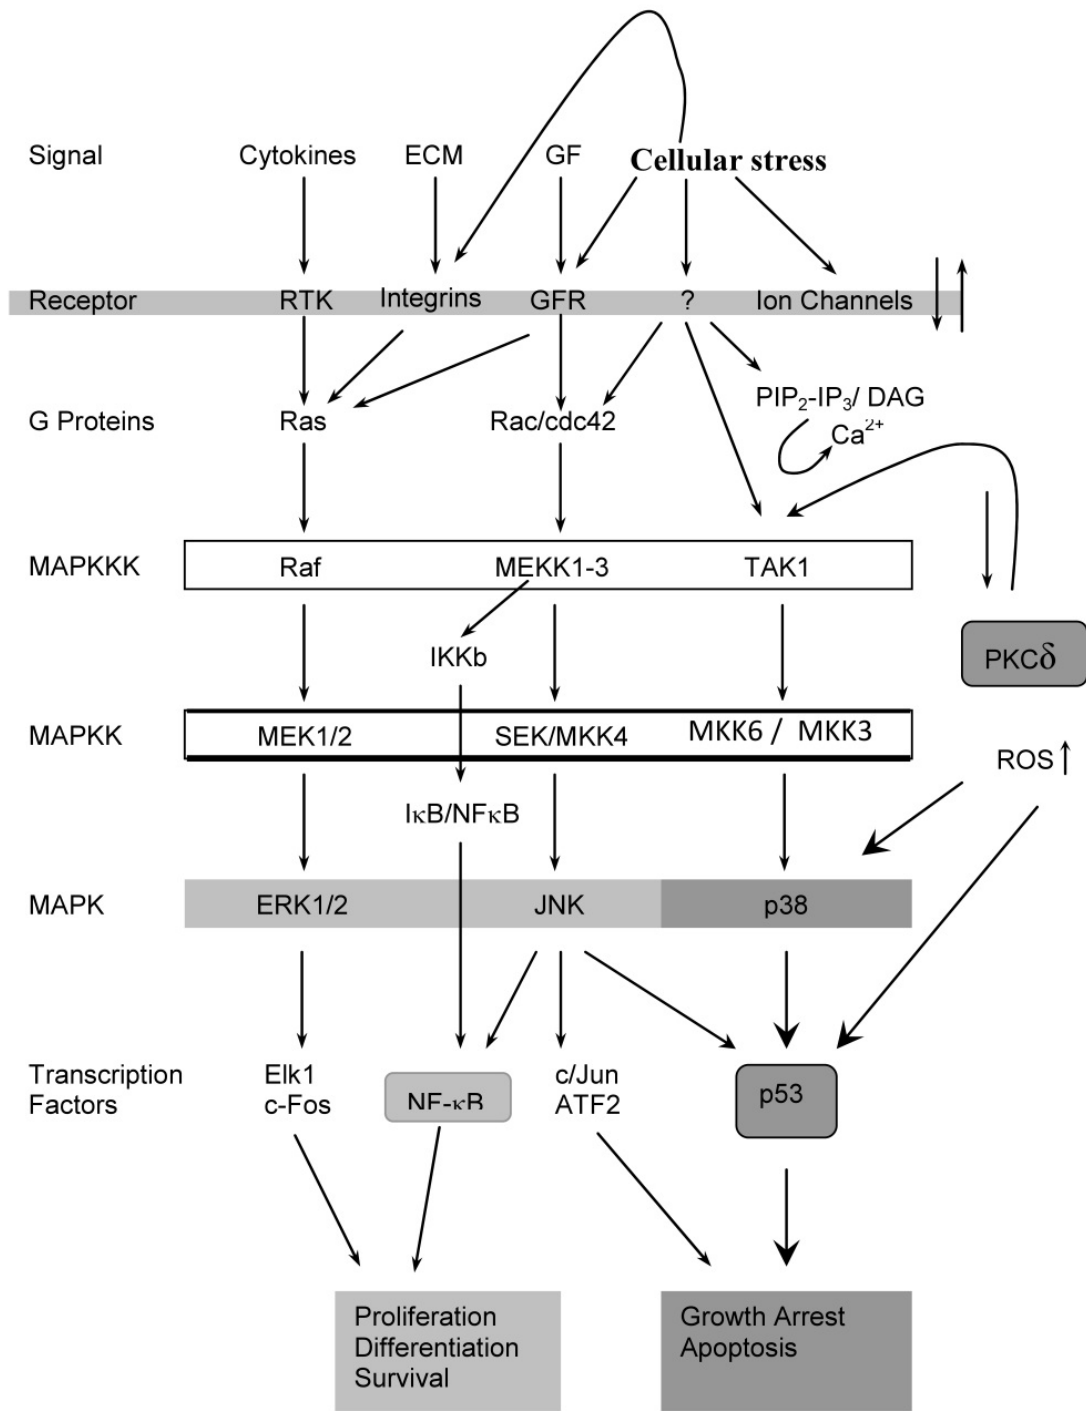 Signal Cytokines ECM GF Cellular stress
Receptor RTK Integrins GFR ? Ion Channels
G Proteins Ras Rac/cdc42 PIP₂-IP₃/ DAG
Ca²⁺
MAPKKK Raf MEKK1-3 TAK1
IKKb PKCδ
MAPKK MEK1/2 SEK/MKK4 MKK6 / MKK3
ROS
IκB/NFκB
MAPK ERK1/2 JNK p38
Transcription Elk1 c/Jun p53
Factors c-Fos NF-κB ATF2
Proliferation Growth Arrest
Differentiation Apoptosis
Survival